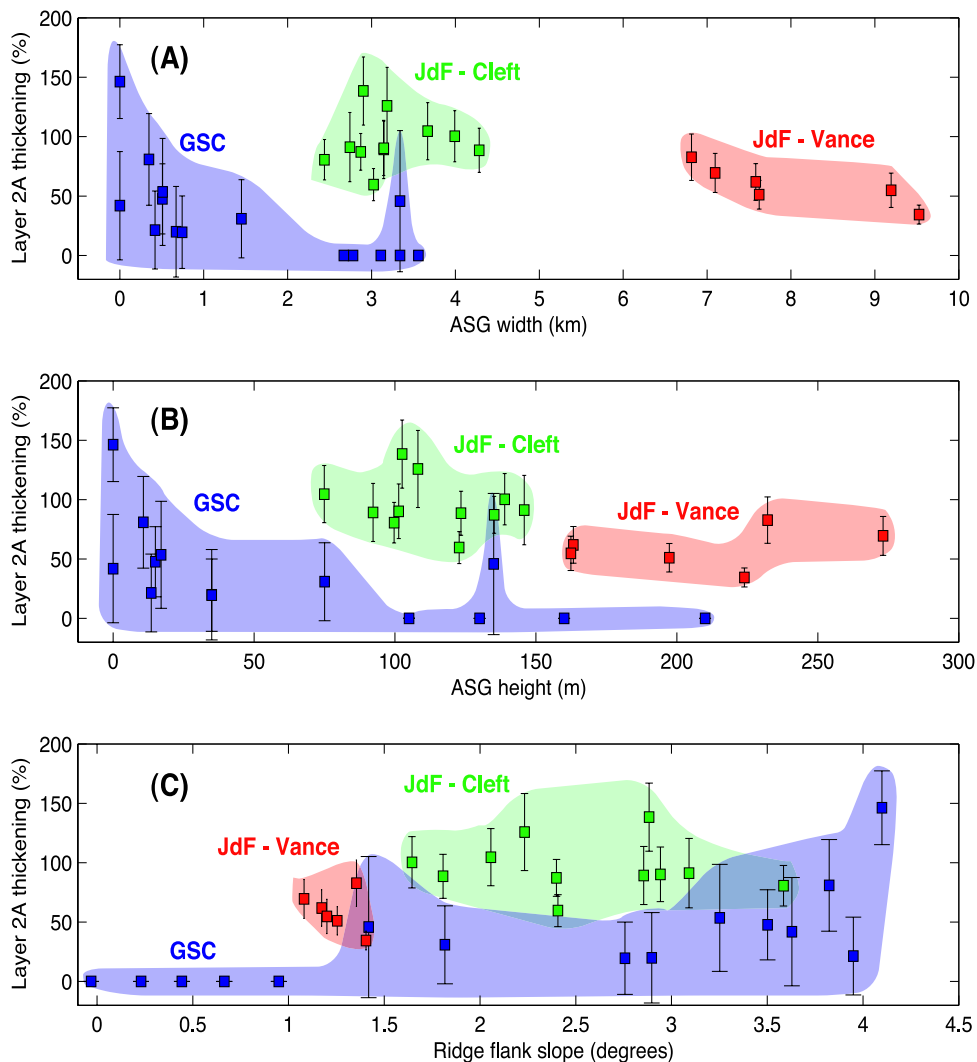 Layer 2A thickening (%)
200
150
100
50
0
(A)
GSC
JdF - Cleft
JdF - Vance
0 1 2 3 4 5 6 7 8 9 10
ASG width (km)
Layer 2A thickening (%)
200
150
100
50
0
(B)
GSC
JdF - Cleft
JdF - Vance
0 50 100 150 200 250 300
ASG height (m)
Layer 2A thickening (%)
200
150
100
50
0
(C)
JdF - Cleft
JdF - Vance
GSC
0 0.5 1 1.5 2 2.5 3 3.5 4 4.5
Ridge flank slope (degrees)